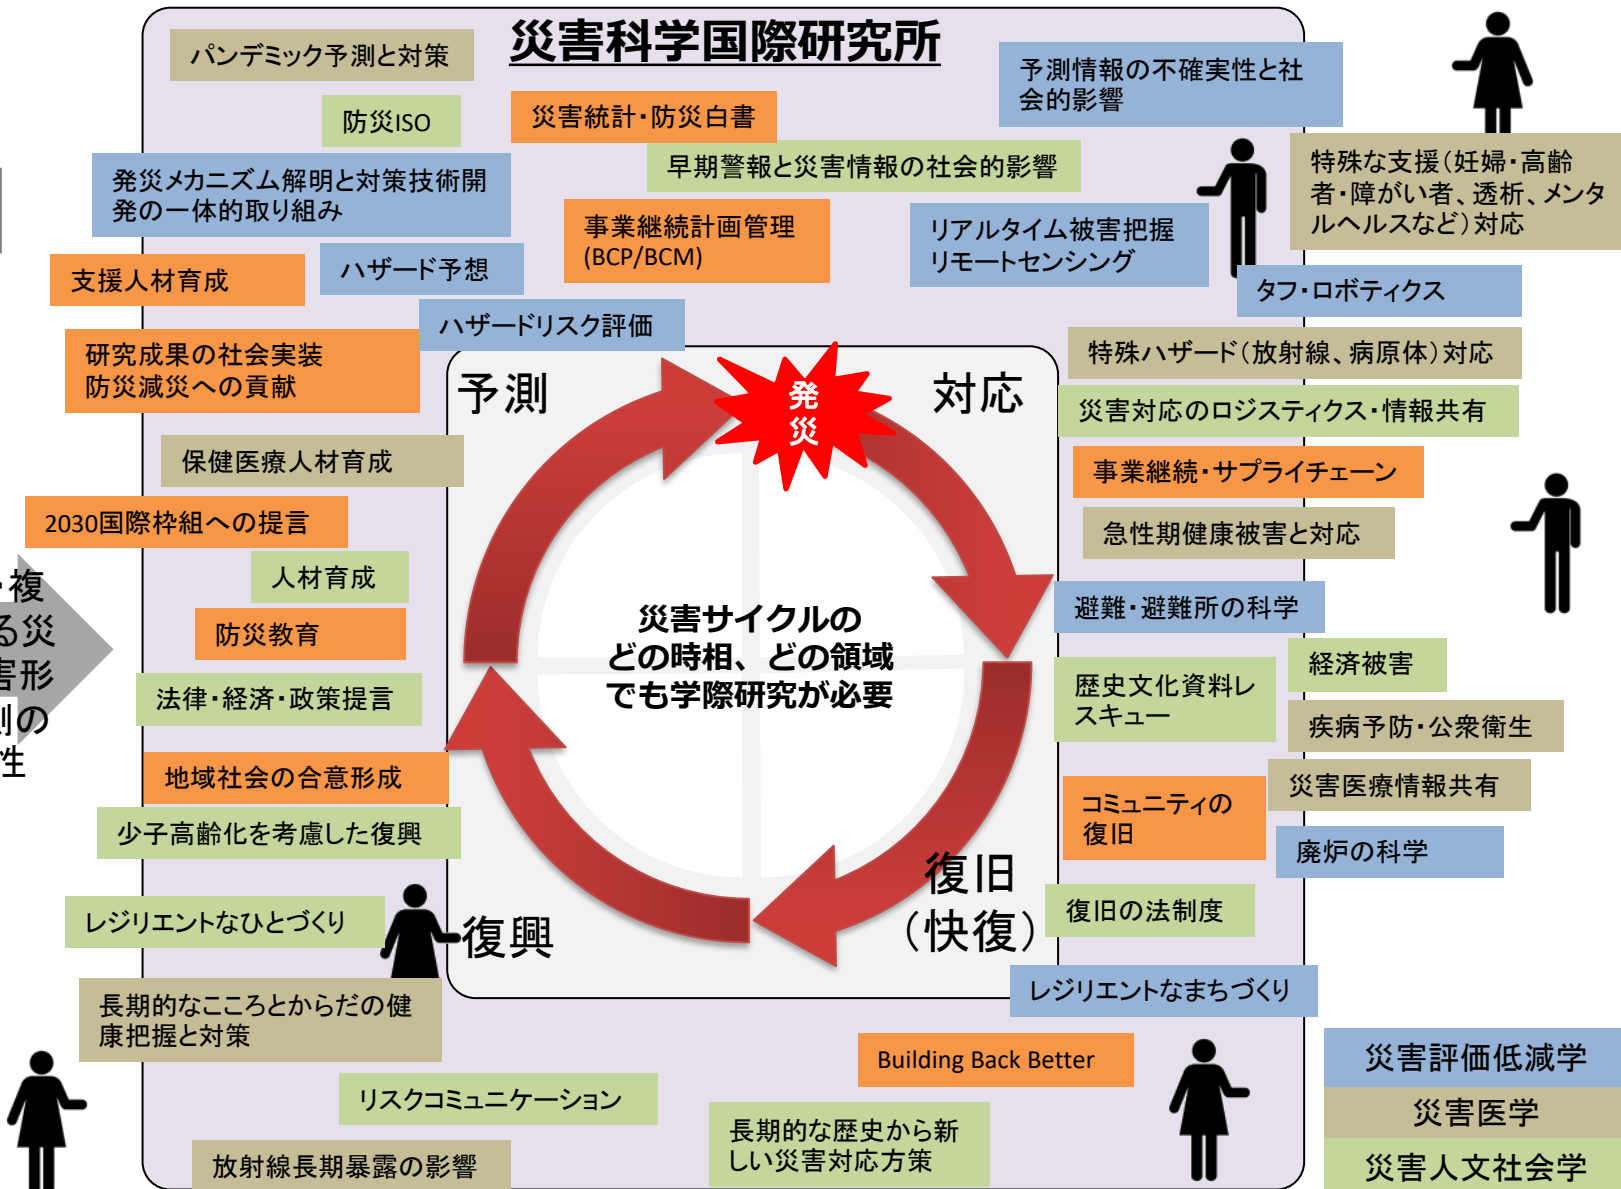 災害科学国際研究所
パンデミック予測と対策
予測情報の不確実性と社
会的影響
防災ISO
災害統計・防災白書
早期警報と災害情報の社会的影響
特殊な支援（妊婦・高齢
者・障がい者、透析、メンタ
ルヘルスなど）対応
発災メカニズム解明と対策技術開
発の一体的取り組み
事業継続計画管理
(BCP/BCM)
リアルタイム被害把握
リモートセンシング
支援人材育成
ハザード予想
タフ・ロボティクス
ハザードリスク評価
研究成果の社会実装
防災減災への貢献
特殊ハザード（放射線、病原体）対応
予測
発
災
対応
災害対応のロジスティクス・情報共有
保健医療人材育成
事業継続・サプライチェーン
2030国際枠組への提言
急性期健康被害と対応
人材育成
・複
る災
害形
測の
性
避難・避難所の科学
防災教育
災害サイクルの
どの時相、どの領域
でも学際研究が必要
経済被害
歴史文化資料レ
スキュー
法律・経済・政策提言
疾病予防・公衆衛生
地域社会の合意形成
災害医療情報共有
コミュニティの
復旧
少子高齢化を考慮した復興
廃炉の科学
復旧
（快復）
復旧の法制度
レジリエントなひとづくり
復興
レジリエントなまちづくり
長期的なこころとからだの健
康把握と対策
Building Back Better
リスクコミュニケーション
長期的な歴史から新
しい災害対応方策
放射線長期暴露の影響
災害評価低減学
災害医学
災害人文社会学